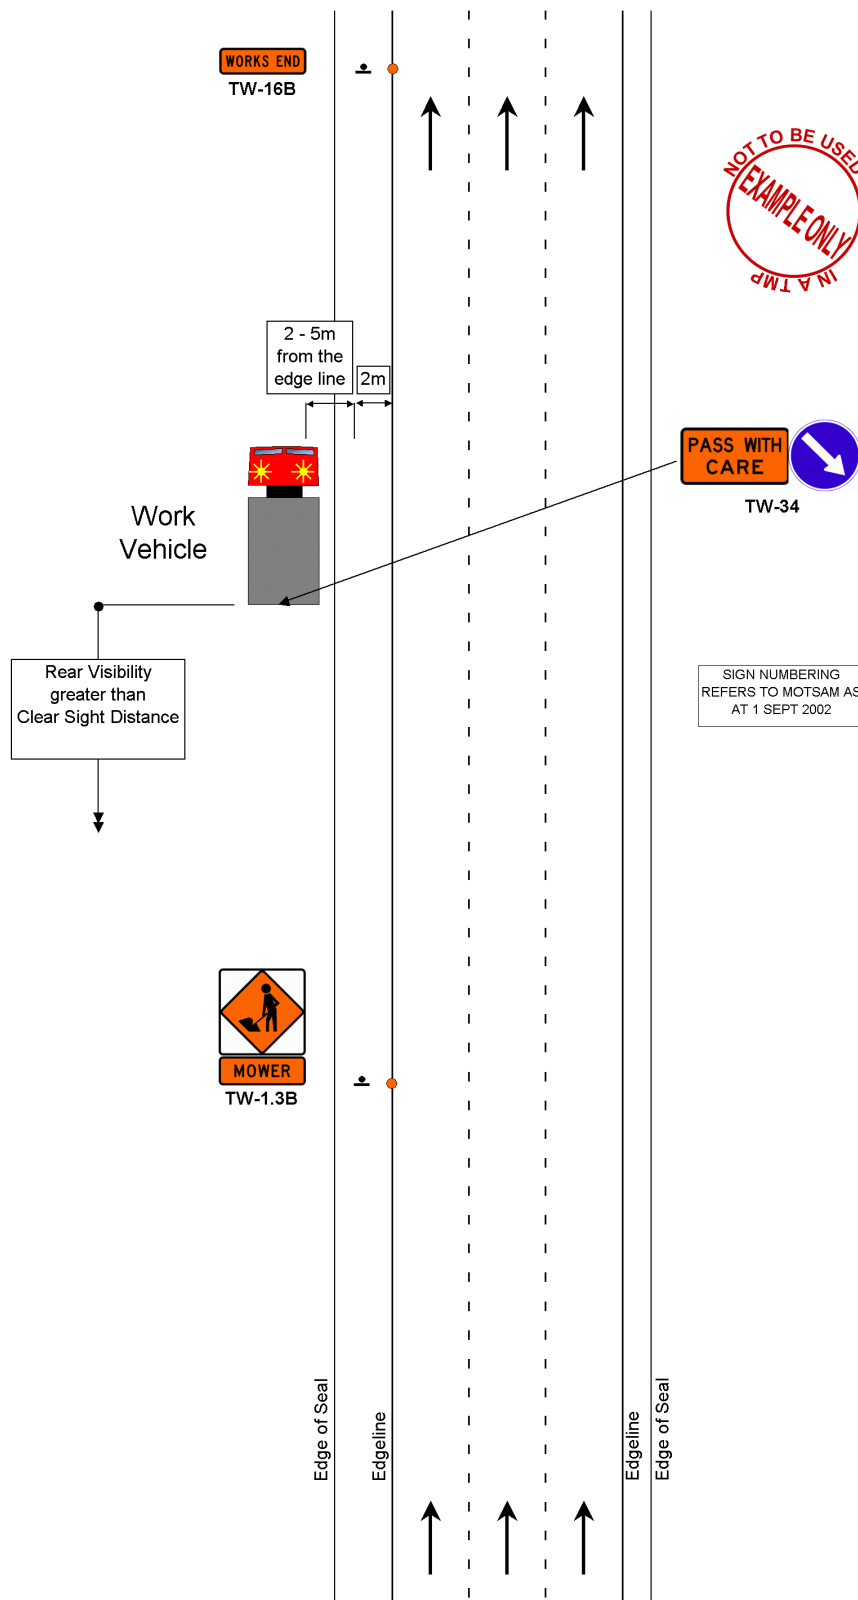 WORKS END
TW-16B
NOT TO BE USED
EXAMPLE ONLY
IN A TMP
2 - 5m
from the
edge line
2m
PASS WITH
CARE
TW-34
Work
Vehicle
Rear Visibility
greater than
Clear Sight Distance
SIGN NUMBERING
REFERS TO MOTSAM AS
AT 1 SEPT 2002
MOWER
TW-1.3B
Edge of Seal
Edgeline
Edgeline
Edge of Seal